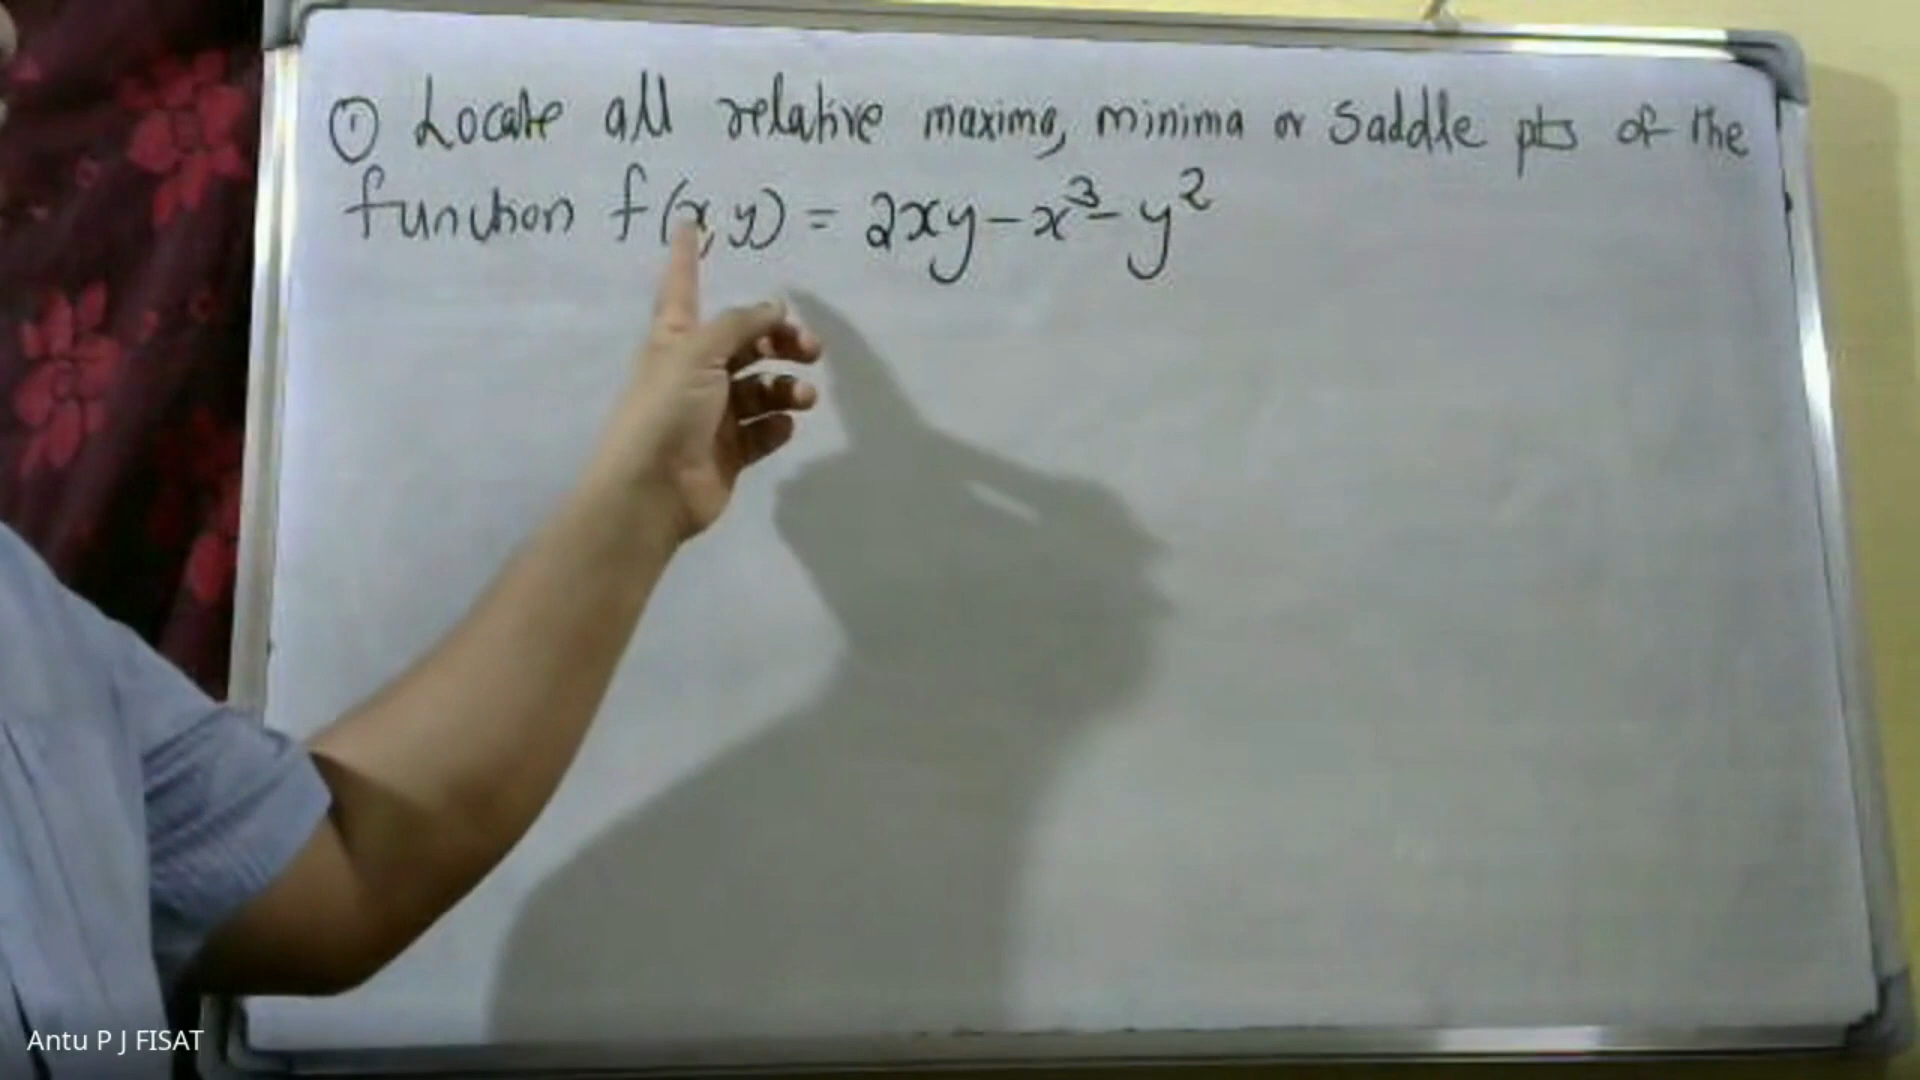 ① Locate all relative maxima, minima or Saddle pts of the
function f(x,y) = 2xy - x³ - y²
Antu P J FISAT